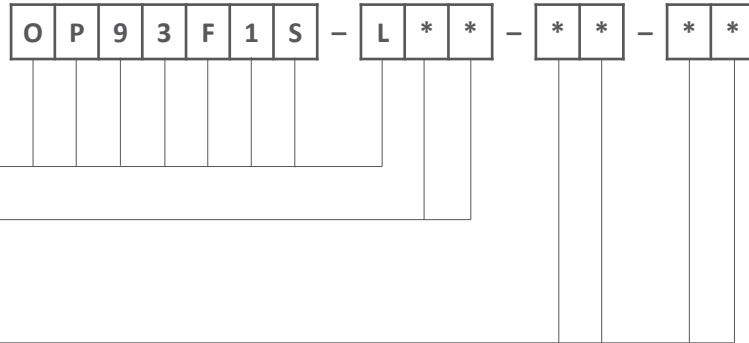 O P 9 3 F 1 S – L * * – * * – * *